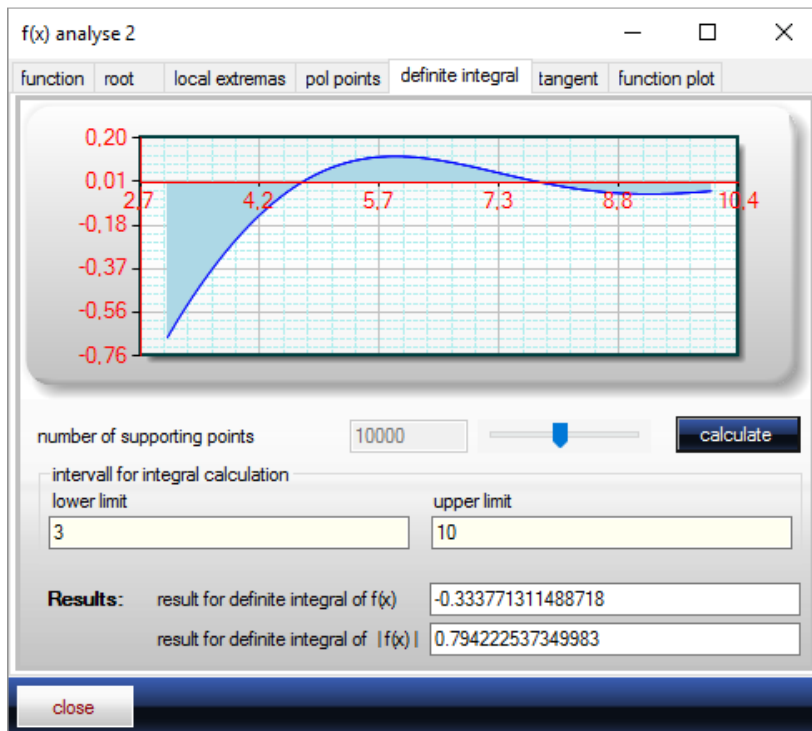 f(x) analyse 2
function root local extremas pol points definite integral tangent function plot
0,20
0,01
2,7 4,2 5,7 7,3 8,8 10,4
-0,18
-0,37
-0,56
-0,76
number of supporting points 10000 calculate
intervall for integral calculation
lower limit upper limit
3 10
Results: result for definite integral of f(x) -0.333771311488718
result for definite integral of |f(x)| 0.794222537349983
close